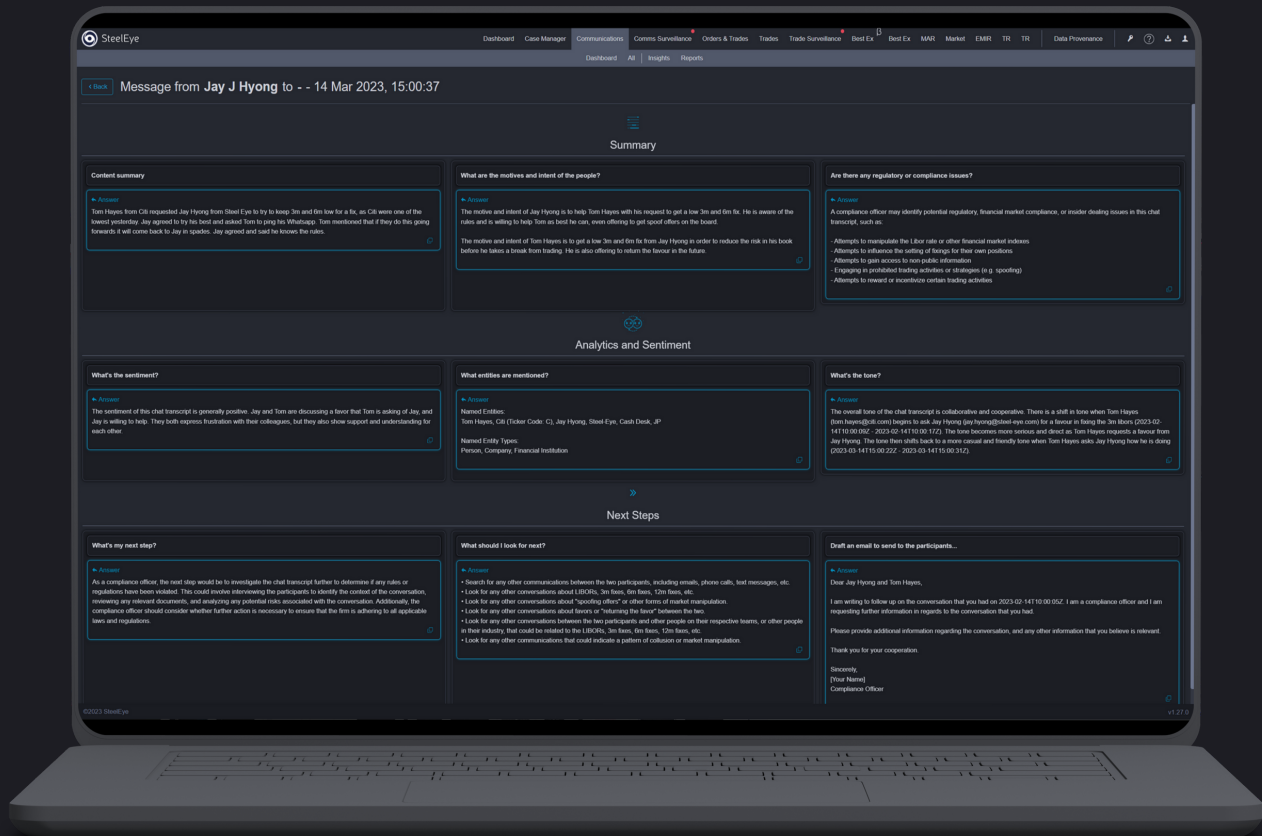 SteelEye
Dashboard Case Manager Communications Comms Surveillance Orders & Trades Trades Trade Surveillance Best Ex β Best Ex MAR Market EMIR TR TR Data Provenance
Dashboard All Insights Reports
‹ Back Message from Jay J Hyong to - - 14 Mar 2023, 15:00:37
Summary
Content summary
Answer
Tom Hayes from Citi requested Jay Hyong from Steel Eye to try to keep 3m and 6m low for a fix, as Citi were one of the
lowest yesterday. Jay agreed to try his best and asked Tom to ping his Whatsapp. Tom mentioned that if they do this going
forwards it will come back to Jay in spades. Jay agreed and said he knows the rules.
What are the motives and intent of the people?
Answer
The motive and intent of Jay Hyong is to help Tom Hayes with his request to get a low 3m and 6m fix. He is aware of the
rules and is willing to help Tom as best he can, even offering to get spoof offers on the board.
The motive and intent of Tom Hayes is to get a low 3m and 6m fix from Jay Hyong in order to reduce the risk in his book
before he takes a break from trading. He is also offering to return the favour in the future.
Are there any regulatory or compliance issues?
Answer
A compliance officer may identify potential regulatory, financial market compliance, or insider dealing issues in this chat
transcript, such as:
- Attempts to manipulate the Libor rate or other financial market indexes
- Attempts to influence the setting of fixings for their own positions
- Attempts to gain access to non-public information
- Engaging in prohibited trading activities or strategies (e.g. spoofing)
- Attempts to reward or incentivize certain trading activities
Analytics and Sentiment
What's the sentiment?
Answer
The sentiment of this chat transcript is generally positive. Jay and Tom are discussing a favor that Tom is asking of Jay, and
Jay is willing to help. They both express frustration with their colleagues, but they also show support and understanding for
each other.
What entities are mentioned?
Answer
Named Entities:
Tom Hayes, Citi (Ticker Code: C), Jay Hyong, Steel-Eye, Cash Desk, JP
Named Entity Types:
Person, Company, Financial Institution
What's the tone?
Answer
The overall tone of the chat transcript is collaborative and cooperative. There is a shift in tone when Tom Hayes
(tom.hayes@citi.com) begins to ask Jay Hyong (jay.hyong@steel-eye.com) for a favour in fixing the 3m libors (2023-02-
14T10:00:09Z - 2023-02-14T10:00:17Z). The tone becomes more serious and direct as Tom Hayes requests a favour from
Jay Hyong. The tone then shifts back to a more casual and friendly tone when Tom Hayes asks Jay Hyong how he is doing
(2023-03-14T15:00:22Z - 2023-03-14T15:00:31Z).
Next Steps
What's my next step?
Answer
As a compliance officer, the next step would be to investigate the chat transcript further to determine if any rules or
regulations have been violated. This could involve interviewing the participants to identify the context of the conversation,
reviewing any relevant documents, and analyzing any potential risks associated with the conversation. Additionally, the
compliance officer should consider whether further action is necessary to ensure that the firm is adhering to all applicable
laws and regulations.
What should I look for next?
Answer
• Search for any other communications between the two participants, including emails, phone calls, text messages, etc.
• Look for any other conversations about LIBORs, 3m fixes, 6m fixes, 12m fixes, etc.
• Look for any other conversations about "spoofing offers" or other forms of market manipulation.
• Look for any other conversations about favors or "returning the favor" between the two.
• Look for any other conversations between the two participants and other people on their respective teams, or other people
in their industry, that could be related to the LIBORs, 3m fixes, 6m fixes, 12m fixes, etc.
• Look for any other communications that could indicate a pattern of collusion or market manipulation.
Draft an email to send to the participants...
Answer
Dear Jay Hyong and Tom Hayes,
I am writing to follow up on the conversation that you had on 2023-02-14T10:00:05Z. I am a compliance officer and I am
requesting further information in regards to the conversation that you had.
Please provide additional information regarding the conversation, and any other information that you believe is relevant.
Thank you for your cooperation.
Sincerely,
[Your Name]
Compliance Officer
©2023 SteelEye
v1.27.0